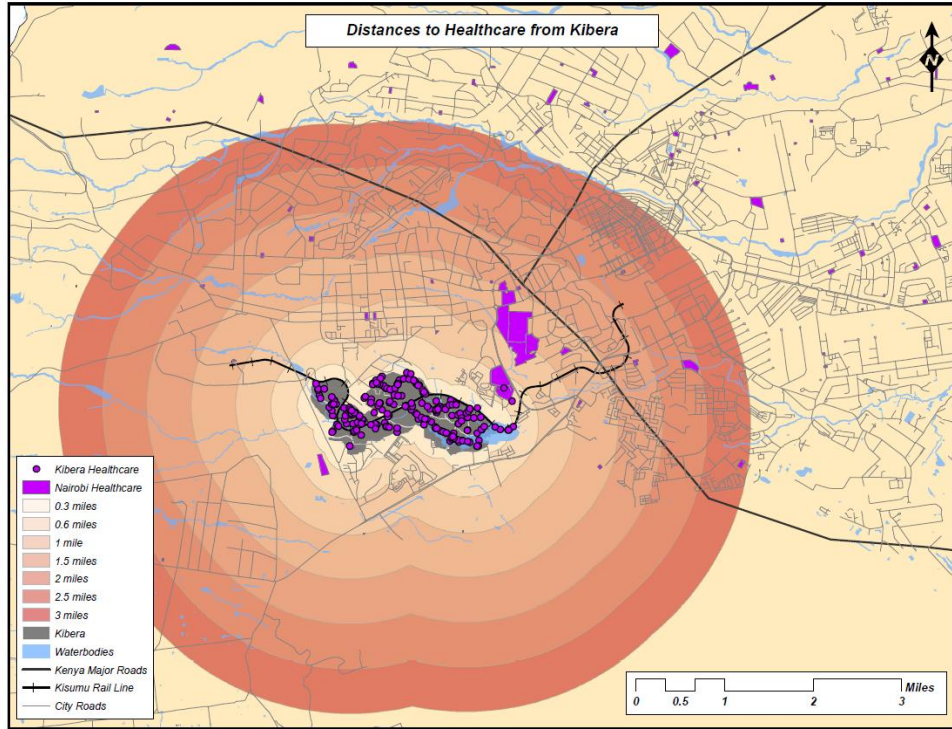 Distances to Healthcare from Kibera
N
Kibera Healthcare
Nairobi Healthcare
0.3 miles
0.6 miles
1 mile
1.5 miles
2 miles
2.5 miles
3 miles
Kibera
Waterbodies
Kenya Major Roads
Kisumu Rail Line
City Roads
Miles
0 0.5 1 2 3